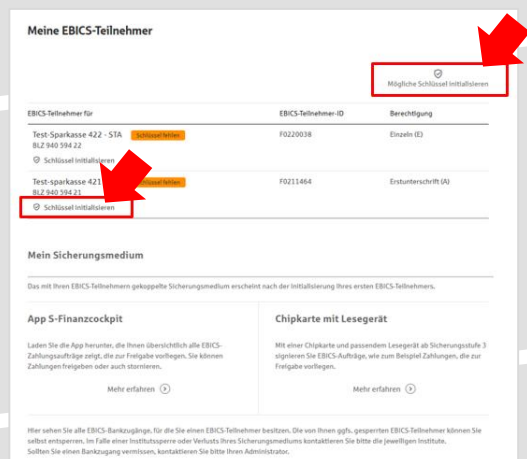 Meine EBICS-Teilnehmer
Mögliche Schlüssel initialisieren
EBICS-Teilnehmer für EBICS-Teilnehmer-ID Berechtigung
Test-Sparkasse 422 - STA Schlüssel fehlen F0220038 Einzeln (E)
BLZ 940 594 22
Schlüssel initialisieren
Test-sparkasse 421 Schlüssel fehlen F0211464 Erstunterschrift (A)
BLZ 940 594 21
Schlüssel initialisieren
Mein Sicherungsmedium
Das mit Ihren EBICS-Teilnehmern gekoppelte Sicherungsmedium erscheint nach der Initialisierung Ihres ersten EBICS-Teilnehmers.
App S-Finanzcockpit
Laden Sie die App herunter, die Ihnen übersichtlich alle EBICS-
Zahlungsaufträge zeigt, die zur Freigabe vorliegen. Sie können
Zahlungen freigeben oder auch stornieren.
Mehr erfahren
Chipkarte mit Lesegerät
Mit einer Chipkarte und passendem Lesegerät ab Sicherungsstufe 3
signieren Sie EBICS-Aufträge, wie zum Beispiel Zahlungen, die zur
Freigabe vorliegen.
Mehr erfahren
Hier sehen Sie alle EBICS-Bankzugänge, für die Sie einen EBICS-Teilnehmer besitzen. Die von Ihnen ggfs. gesperrten EBICS-Teilnehmer können Sie
selbst entsperren. Im Falle einer Institutssperre oder Verlusts Ihres Sicherungsmediums kontaktieren Sie bitte die jeweiligen Institute.
Sollten Sie einen Bankzugang vermissen, kontaktieren Sie bitte Ihren Administrator.